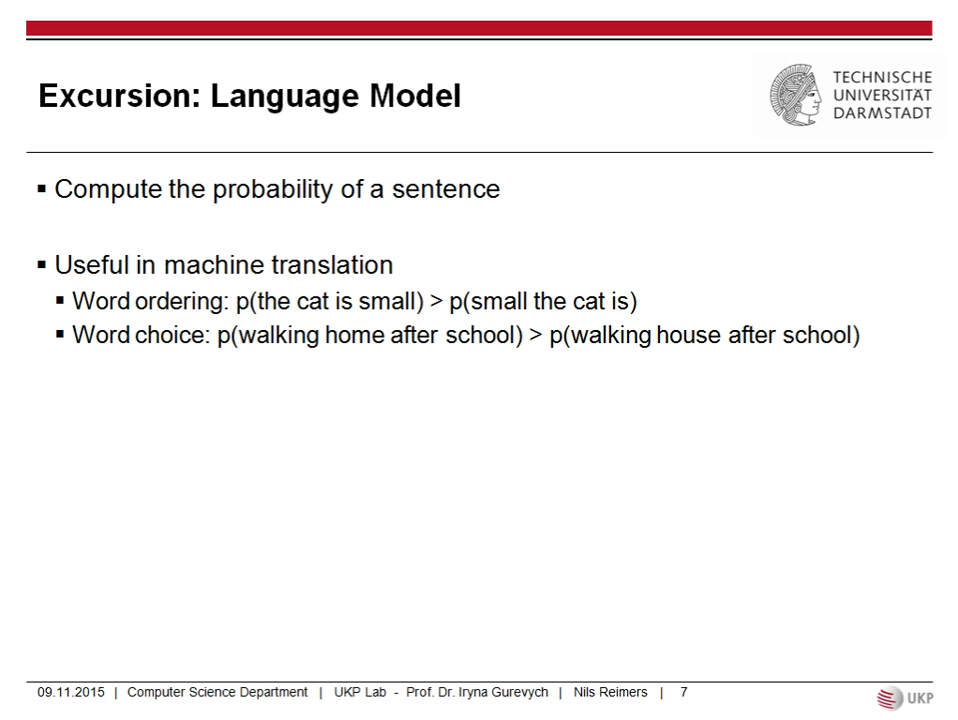 Excursion: Language Model
TECHNISCHE
UNIVERSITÄT
DARMSTADT
▪ Compute the probability of a sentence
▪ Useful in machine translation
▪ Word ordering: p(the cat is small) > p(small the cat is)
▪ Word choice: p(walking home after school) > p(walking house after school)
09.11.2015 | Computer Science Department | UKP Lab - Prof. Dr. Iryna Gurevych | Nils Reimers | 7
UKP